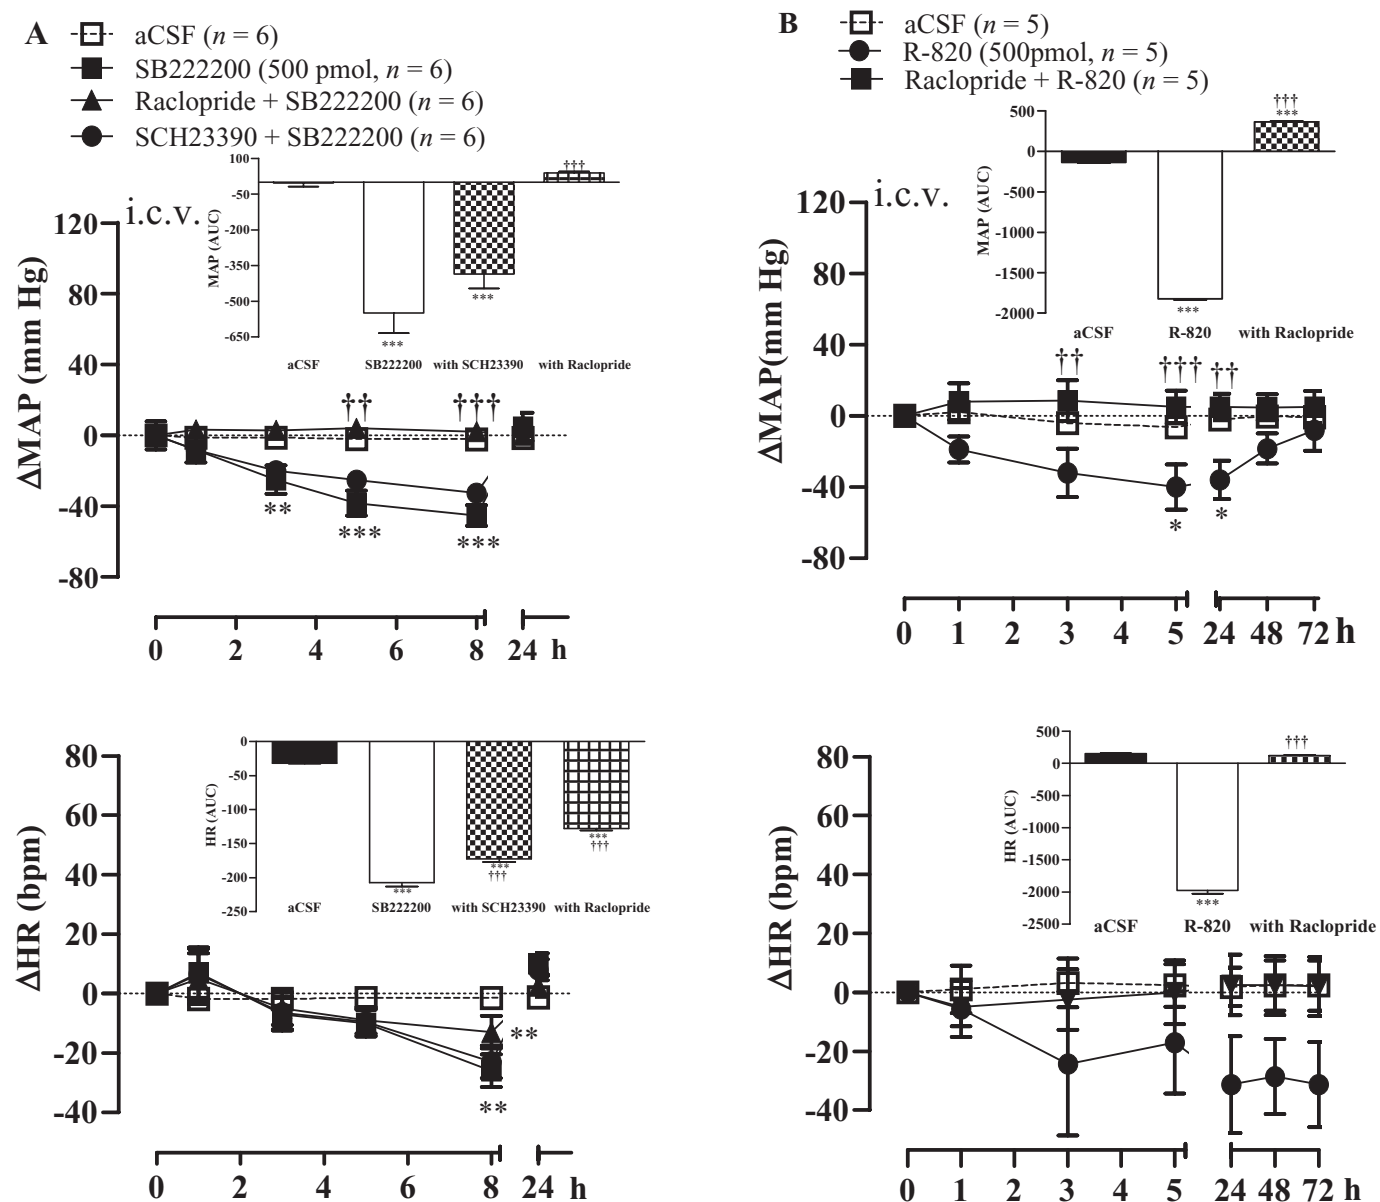 A
aCSF (n = 6)
SB222200 (500 pmol, n = 6)
Raclopride + SB222200 (n = 6)
SCH23390 + SB222200 (n = 6)
i.c.v.
ΔMAP (mm Hg)
120
80
40
0
-40
-80
MAP (AUC)
100
-50
-200
-350
-500
-650
†††
***
***
aCSF SB222200 with SCH23390 with Raclopride
†† †††
** *** ***
0 2 4 6 8 24 h
ΔHR (bpm)
80
60
40
20
0
-20
-40
HR (AUC)
0
-50
-100
-150
-200
-250
***
***
†††
***
†††
aCSF SB222200 with SCH23390 with Raclopride
**
**
0 2 4 6 8 24 h
B
aCSF (n = 5)
R-820 (500pmol, n = 5)
Raclopride + R-820 (n = 5)
i.c.v.
ΔMAP(mm Hg)
120
80
40
0
-40
-80
MAP (AUC)
500
0
-500
-1000
-1500
-2000
†††
***
***
aCSF R-820 with Raclopride
†† ††† ††
* *
0 1 2 3 4 5 24 48 72 h
ΔHR (bpm)
80
60
40
20
0
-20
-40
HR (AUC)
500
0
-500
-1000
-1500
-2000
-2500
†††
***
aCSF R-820 with Raclopride
0 1 2 3 4 5 24 48 72 h